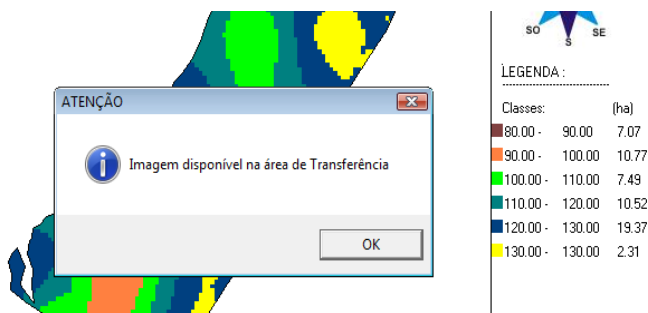 SO
S
SE
LEGENDA :
ATENÇÃO
Imagem disponível na área de Transferência
OK
Classes: (ha)
80.00 - 90.00 7.07
90.00 - 100.00 10.77
100.00 - 110.00 7.49
110.00 - 120.00 10.52
120.00 - 130.00 19.37
130.00 - 130.00 2.31